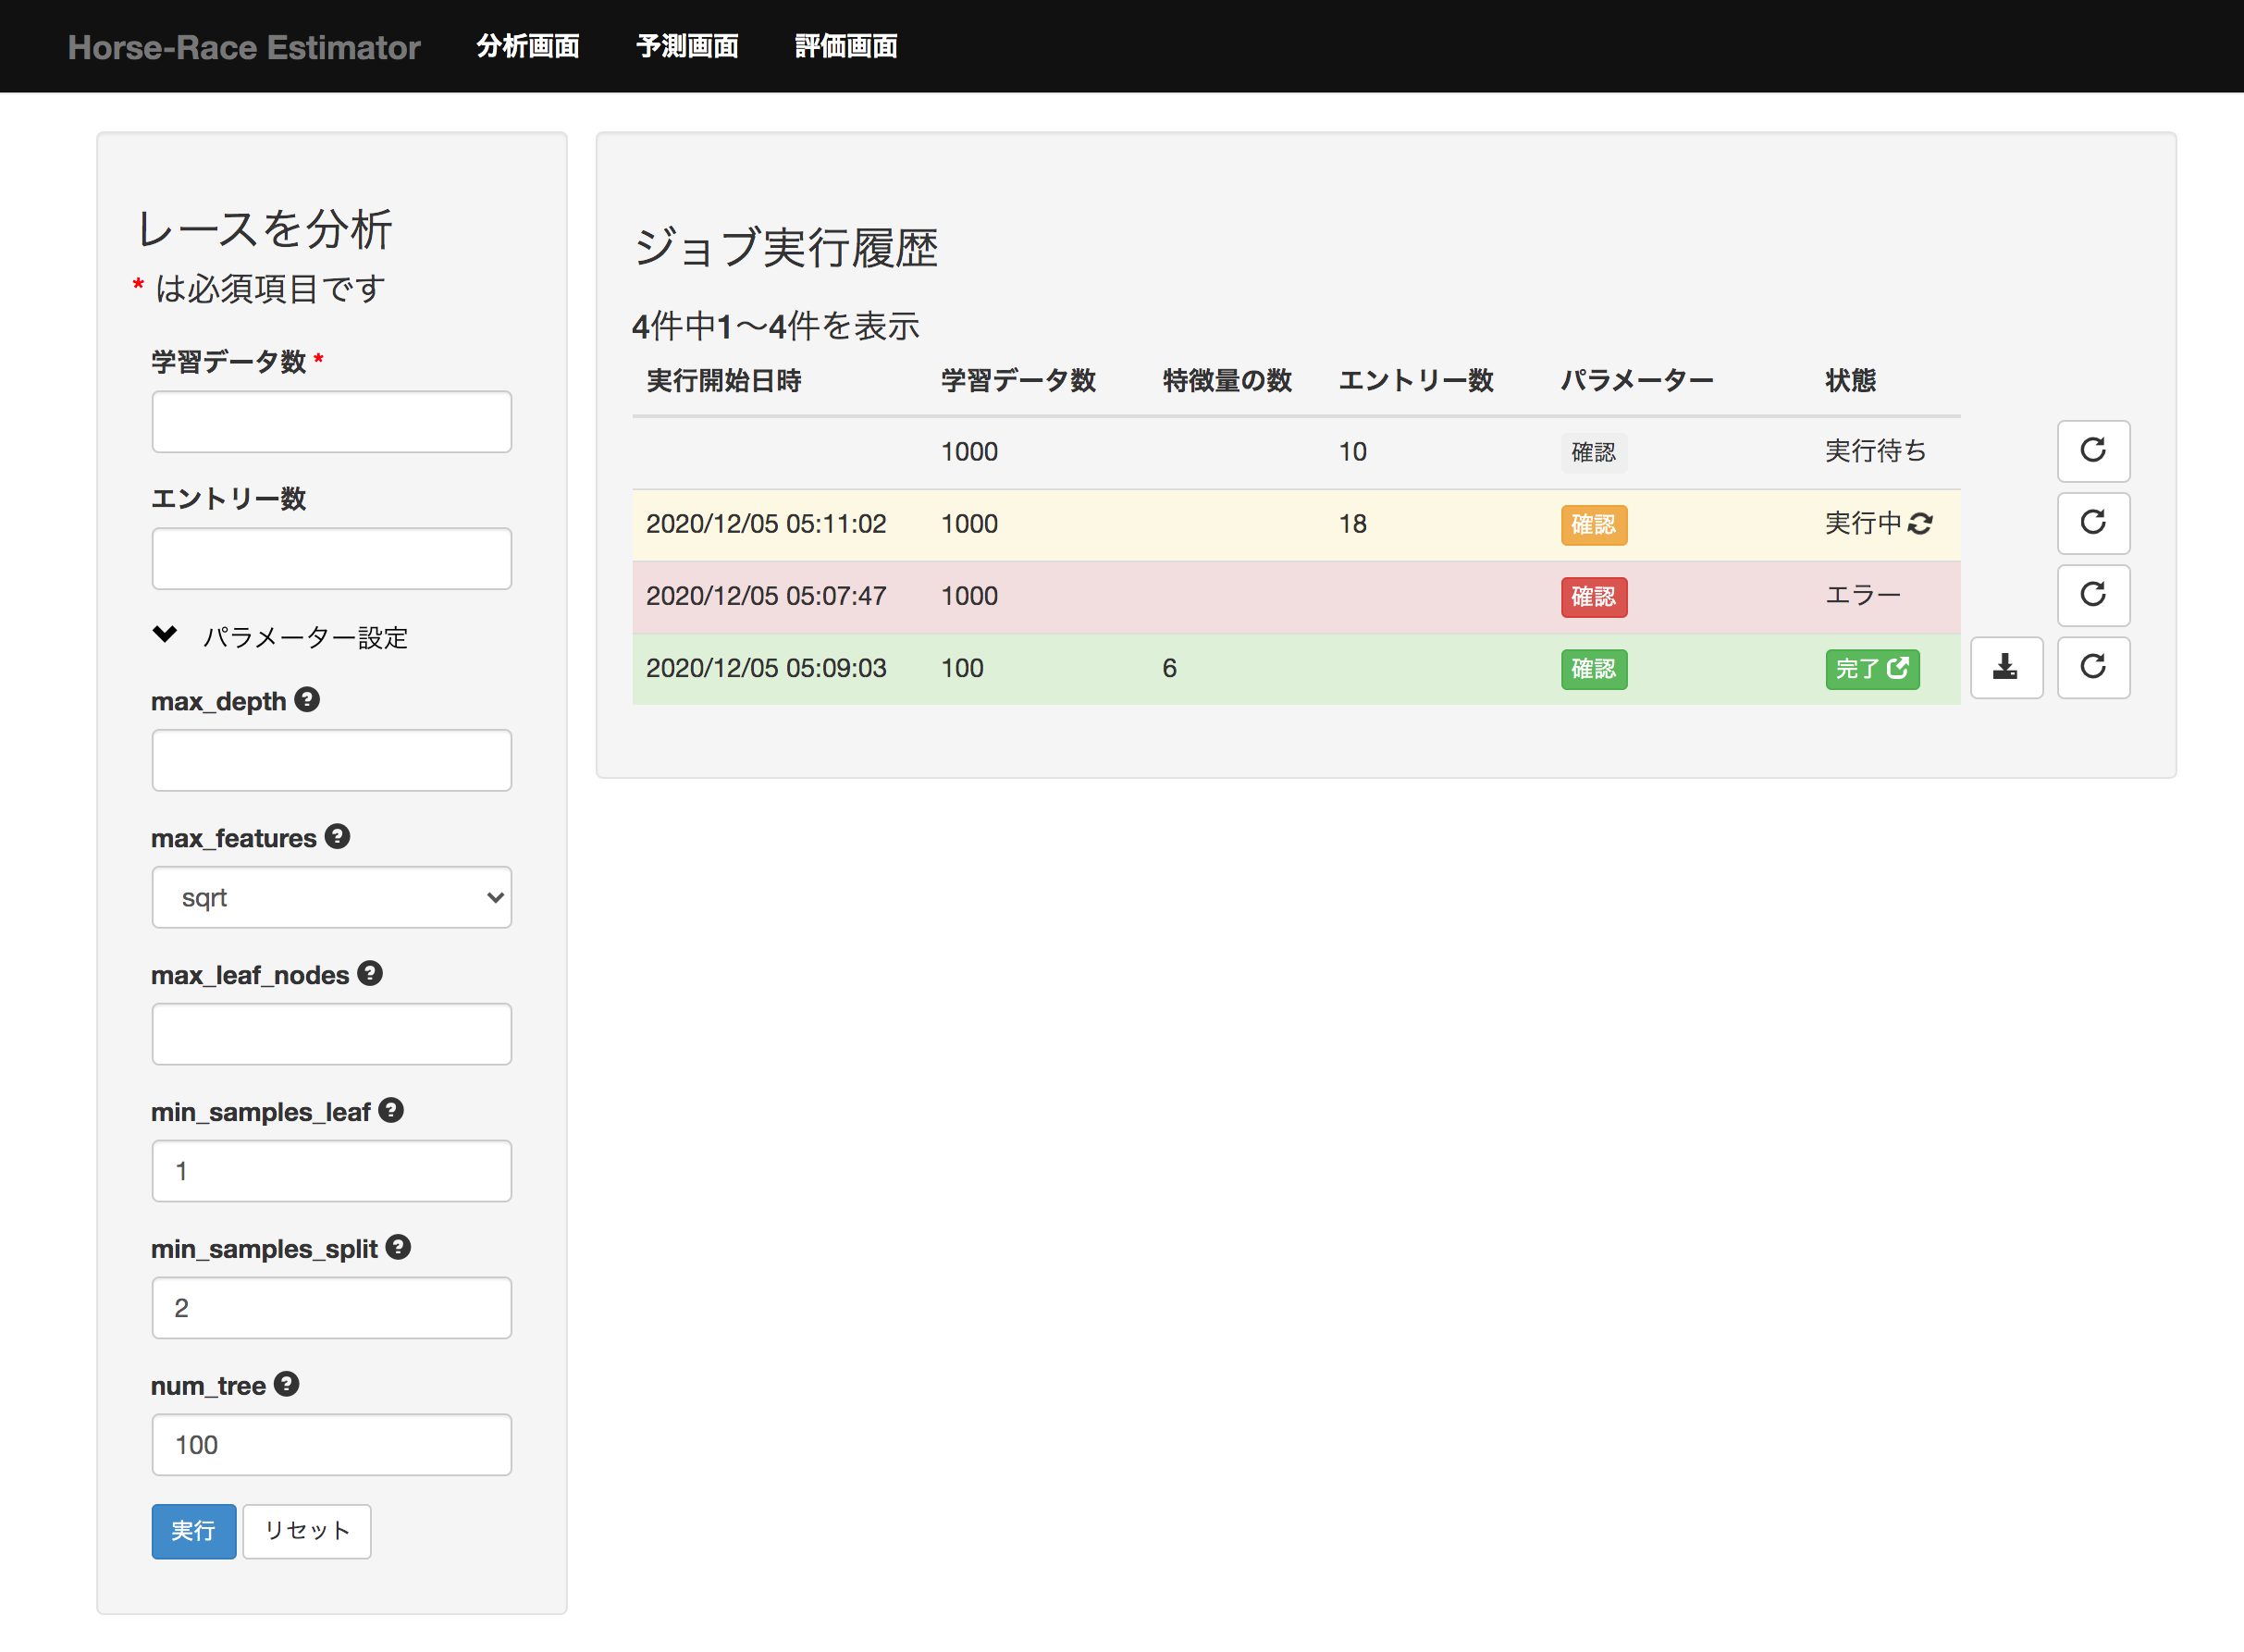 Horse-Race Estimator 分析画面 予測画面 評価画面
レースを分析
* は必須項目です
学習データ数 *
エントリー数
パラメーター設定
max_depth ?
max_features ?
sqrt
max_leaf_nodes ?
min_samples_leaf ?
1
min_samples_split ?
2
num_tree ?
100
実行 リセット
ジョブ実行履歴
4件中1〜4件を表示
実行開始日時 学習データ数 特徴量の数 エントリー数 パラメーター 状態
1000 10 確認 実行待ち
2020/12/05 05:11:02 1000 18 確認 実行中
2020/12/05 05:07:47 1000 確認 エラー
2020/12/05 05:09:03 100 6 確認 完了